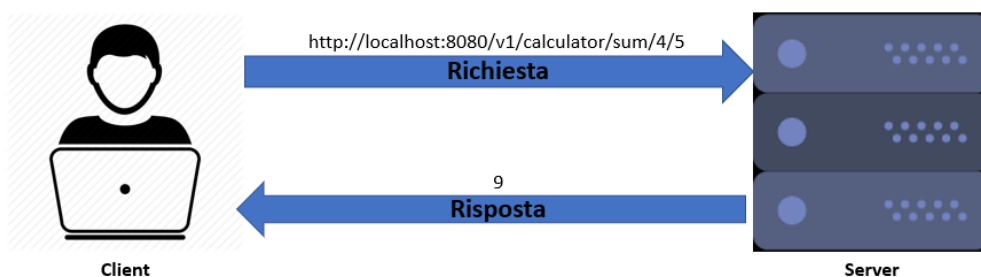 http://localhost:8080/v1/calculator/sum/4/5
Richiesta
9
Risposta
Client
Server